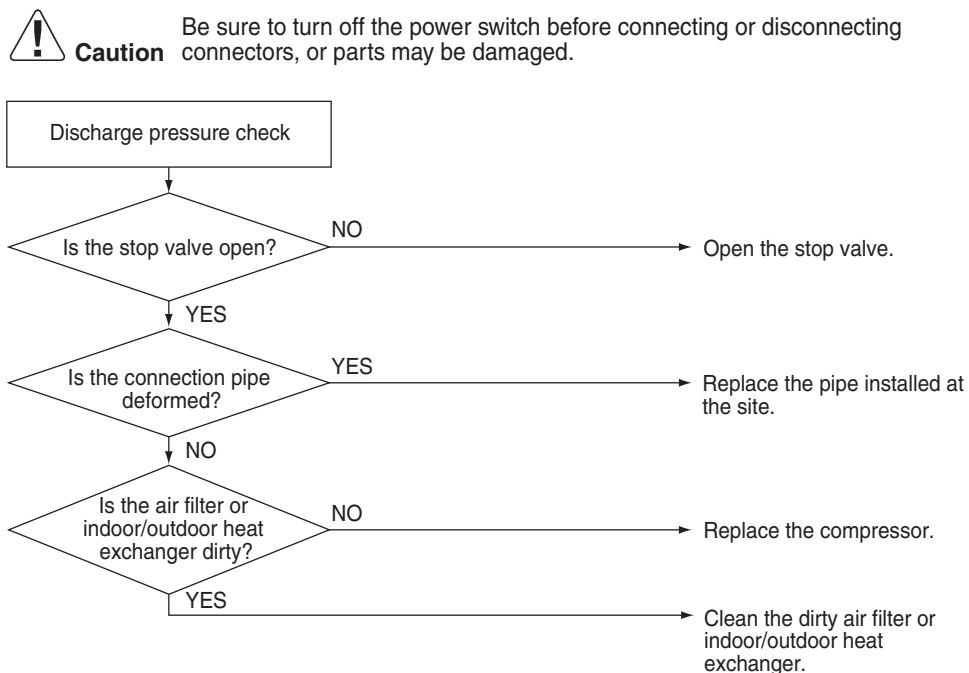 Be sure to turn off the power switch before connecting or disconnecting
Caution connectors, or parts may be damaged.
Discharge pressure check
Is the stop valve open?
NO
Open the stop valve.
YES
Is the connection pipe
deformed?
YES
Replace the pipe installed at
the site.
NO
Is the air filter or
indoor/outdoor heat
exchanger dirty?
NO
Replace the compressor.
YES
Clean the dirty air filter or
indoor/outdoor heat
exchanger.